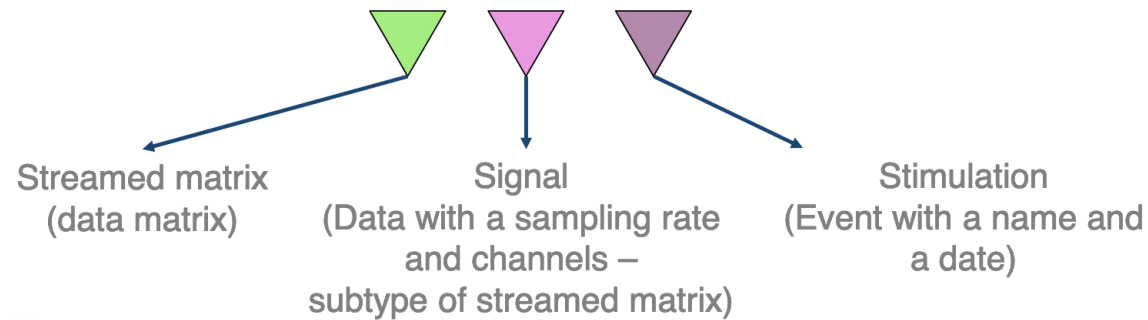 Streamed matrix
(data matrix)
Signal
(Data with a sampling rate
and channels –
subtype of streamed matrix)
Stimulation
(Event with a name and
a date)